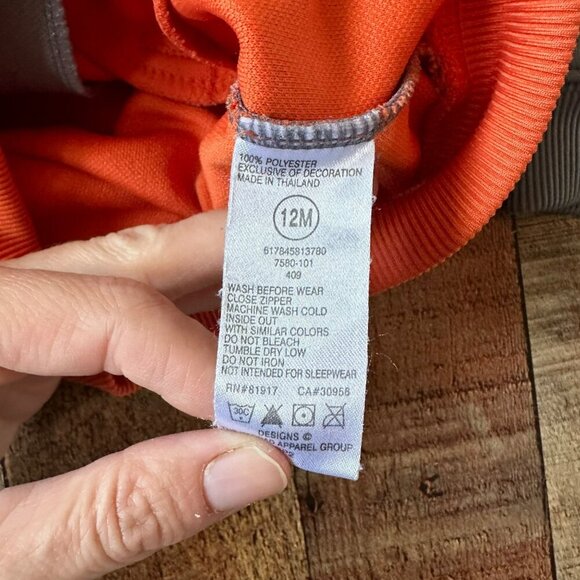 100% POLYESTER
EXCLUSIVE OF DECORATION
MADE IN THAILAND
12M
617845813780
7580-101
409
WASH BEFORE WEAR
CLOSE ZIPPER
MACHINE WASH COLD
INSIDE OUT
WITH SIMILAR COLORS
DO NOT BLEACH
TUMBLE DRY LOW
DO NOT IRON
NOT INTENDED FOR SLEEPWEAR
RN#81917 CA#30958
30C
DESIGNS ©
APPAREL GROUP